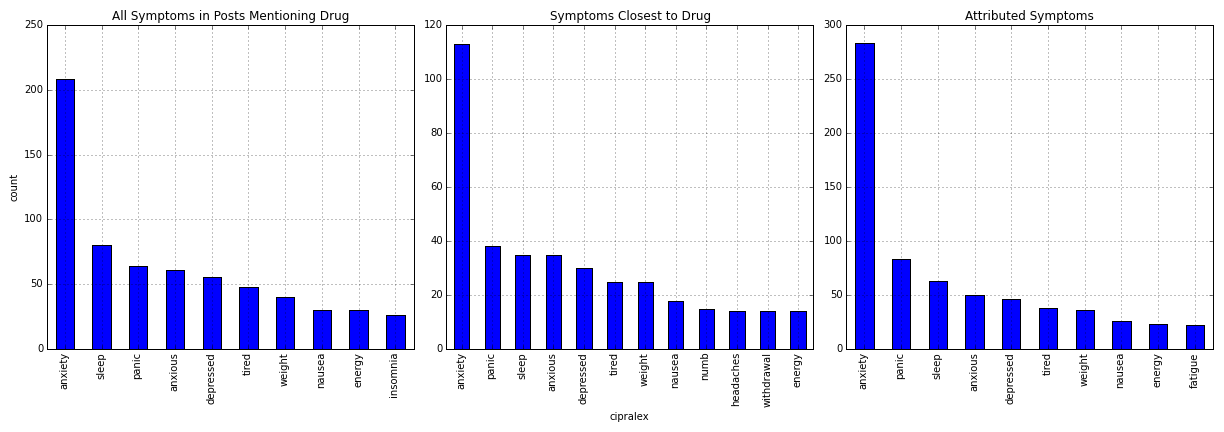 All Symptoms in Posts Mentioning Drug
250
200
150
100
50
0
count
anxiety
sleep
panic
anxious
depressed
tired
weight
nausea
energy
insomnia
Symptoms Closest to Drug
120
100
80
60
40
20
0
anxiety
panic
sleep
anxious
depressed
tired
weight
nausea
numb
headaches
withdrawal
energy
cipralex
Attributed Symptoms
300
250
200
150
100
50
0
anxiety
panic
sleep
anxious
depressed
tired
weight
nausea
energy
fatigue